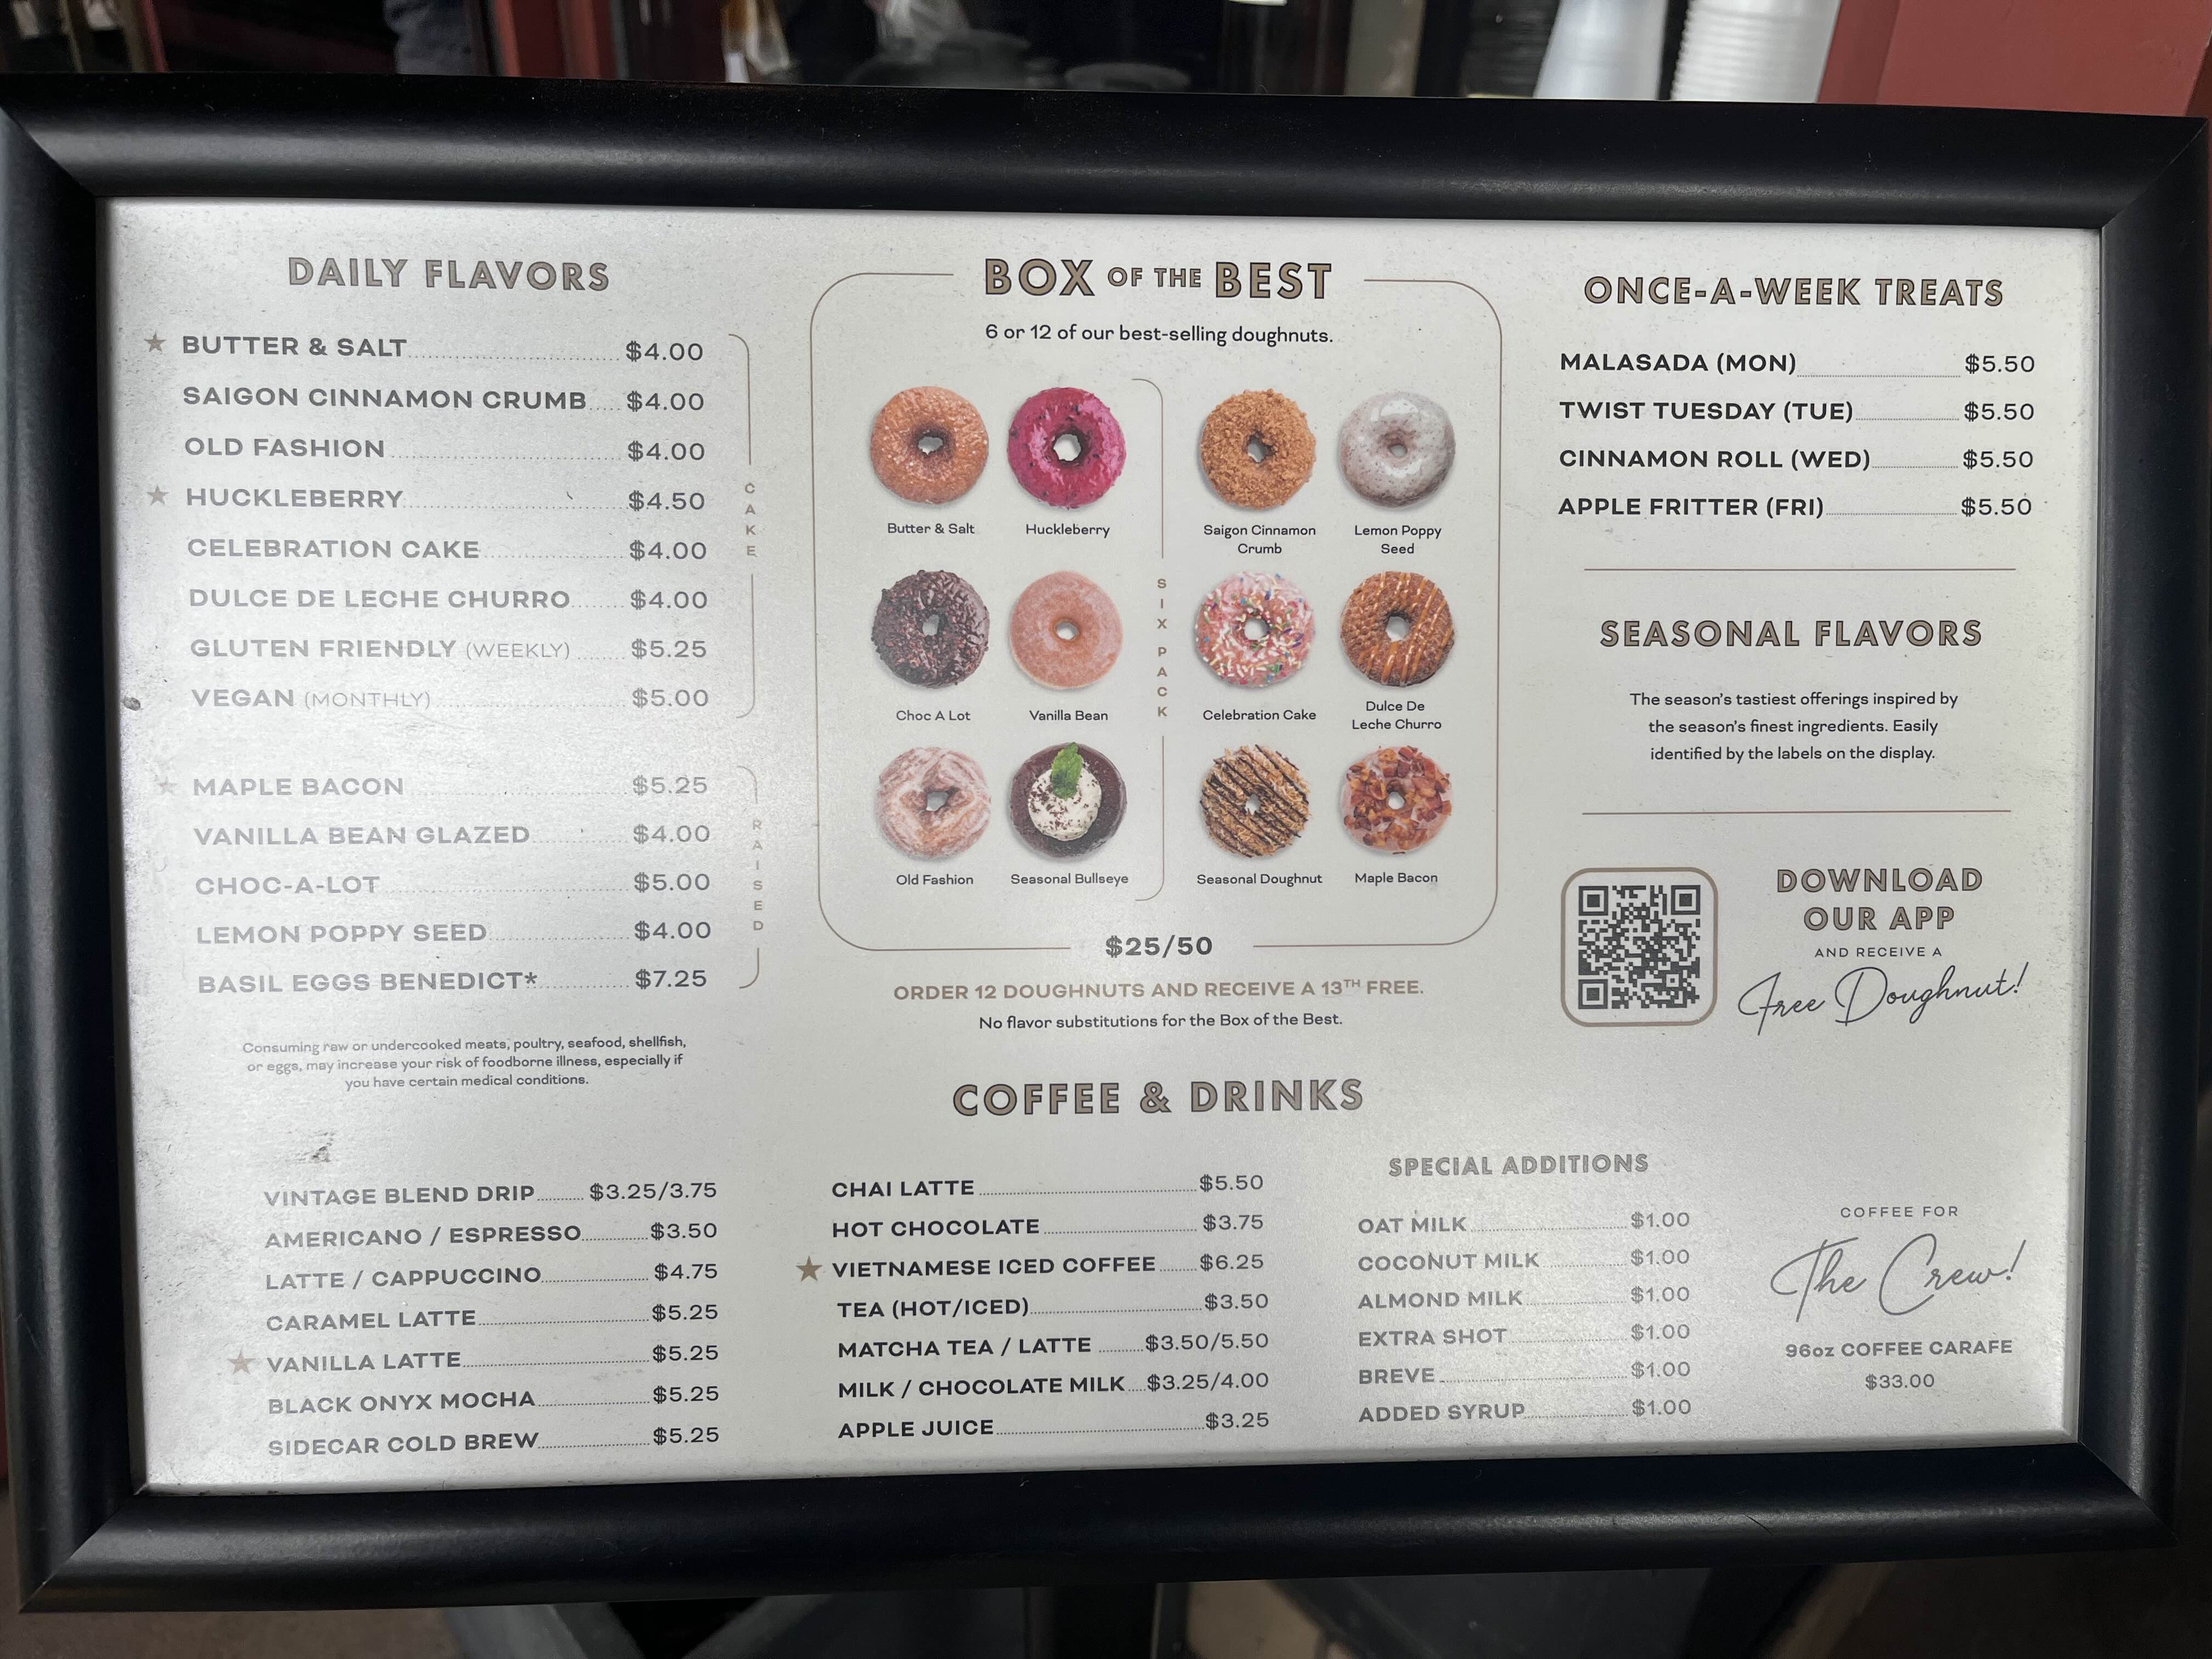 DAILY FLAVORS
BUTTER & SALT $4.00
SAIGON CINNAMON CRUMB $4.00
OLD FASHION $4.00
HUCKLEBERRY $4.50
CELEBRATION CAKE $4.00
DULCE DE LECHE CHURRO $4.00
GLUTEN FRIENDLY (WEEKLY) $5.25
VEGAN (MONTHLY) $5.00
CAKE
MAPLE BACON $5.25
VANILLA BEAN GLAZED $4.00
CHOC-A-LOT $5.00
LEMON POPPY SEED $4.00
BASIL EGGS BENEDICT* $7.25
RAISED
Consuming raw or undercooked meats, poultry, seafood, shellfish,
or eggs, may increase your risk of foodborne illness, especially if
you have certain medical conditions.
BOX OF THE BEST
6 or 12 of our best-selling doughnuts.
Butter & Salt Huckleberry Saigon Cinnamon Lemon Poppy
Crumb Seed
SIX PACK
Choc A Lot Vanilla Bean Celebration Cake Dulce De
Leche Churro
Old Fashion Seasonal Bullseye Seasonal Doughnut Maple Bacon
$25/50
ORDER 12 DOUGHNUTS AND RECEIVE A 13TH FREE.
No flavor substitutions for the Box of the Best.
ONCE-A-WEEK TREATS
MALASADA (MON) $5.50
TWIST TUESDAY (TUE) $5.50
CINNAMON ROLL (WED) $5.50
APPLE FRITTER (FRI) $5.50
SEASONAL FLAVORS
The season's tastiest offerings inspired by
the season's finest ingredients. Easily
identified by the labels on the display.
DOWNLOAD
OUR APP
AND RECEIVE A
Free Doughnut!
COFFEE & DRINKS
VINTAGE BLEND DRIP $3.25/3.75
AMERICANO / ESPRESSO $3.50
LATTE / CAPPUCCINO $4.75
CARAMEL LATTE $5.25
VANILLA LATTE $5.25
BLACK ONYX MOCHA $5.25
SIDECAR COLD BREW $5.25
CHAI LATTE $5.50
HOT CHOCOLATE $3.75
VIETNAMESE ICED COFFEE $6.25
TEA (HOT/ICED) $3.50
MATCHA TEA / LATTE $3.50/5.50
MILK / CHOCOLATE MILK $3.25/4.00
APPLE JUICE $3.25
SPECIAL ADDITIONS
OAT MILK $1.00
COCONUT MILK $1.00
ALMOND MILK $1.00
EXTRA SHOT $1.00
BREVE $1.00
ADDED SYRUP $1.00
COFFEE FOR
The Crew!
96oz COFFEE CARAFE
$33.00